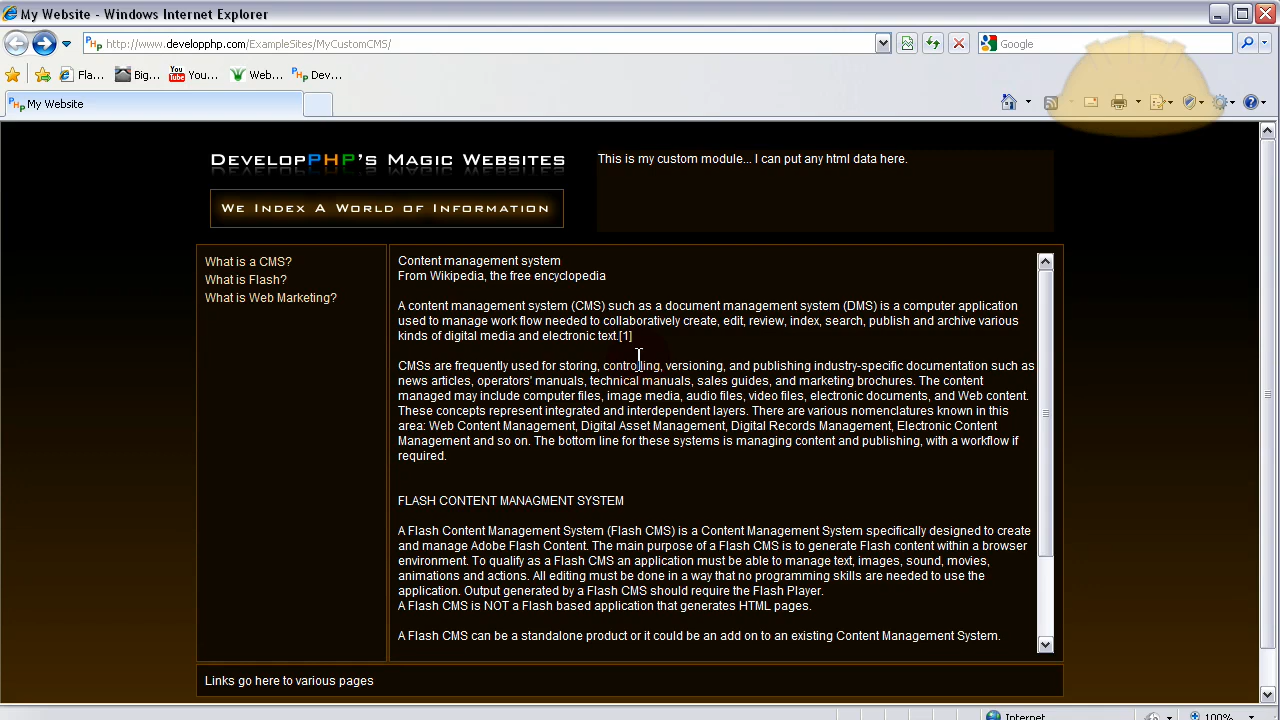 My Website - Windows Internet Explorer
http://www.developphp.com/ExampleSites/MyCustomCMS/
Google
Fla...
Big...
You...
Web...
Dev...
My Website
DevelopPHP's Magic Websites
This is my custom module... I can put any html data here.
We Index A World of Information
What is a CMS?
What is Flash?
What is Web Marketing?
Content management system
From Wikipedia, the free encyclopedia
A content management system (CMS) such as a document management system (DMS) is a computer application
used to manage work flow needed to collaboratively create, edit, review, index, search, publish and archive various
kinds of digital media and electronic text.[1]
CMSs are frequently used for storing, controlling, versioning, and publishing industry-specific documentation such as
news articles, operators' manuals, technical manuals, sales guides, and marketing brochures. The content
managed may include computer files, image media, audio files, video files, electronic documents, and Web content.
These concepts represent integrated and interdependent layers. There are various nomenclatures known in this
area: Web Content Management, Digital Asset Management, Digital Records Management, Electronic Content
Management and so on. The bottom line for these systems is managing content and publishing, with a workflow if
required.
FLASH CONTENT MANAGMENT SYSTEM
A Flash Content Management System (Flash CMS) is a Content Management System specifically designed to create
and manage Adobe Flash Content. The main purpose of a Flash CMS is to generate Flash content within a browser
environment. To qualify as a Flash CMS an application must be able to manage text, images, sound, movies,
animations and actions. All editing must be done in a way that no programming skills are needed to use the
application. Output generated by a Flash CMS should require the Flash Player.
A Flash CMS is NOT a Flash based application that generates HTML pages.
A Flash CMS can be a standalone product or it could be an add on to an existing Content Management System.
Links go here to various pages
Internet
100%